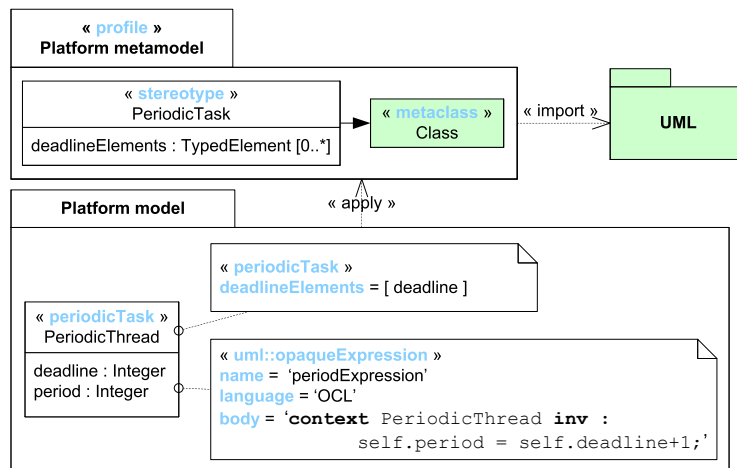 « profile »
Platform metamodel
« stereotype »
PeriodicTask
deadlineElements : TypedElement [0..*]
« metaclass »
Class
« import »
UML
« apply »
Platform model
« periodicTask »
deadlineElements = [ deadline ]
« periodicTask »
PeriodicThread
deadline : Integer
period : Integer
« uml::opaqueExpression »
name = ‘periodExpression’
language = ‘OCL’
body = ‘context PeriodicThread inv :
self.period = self.deadline+1;’